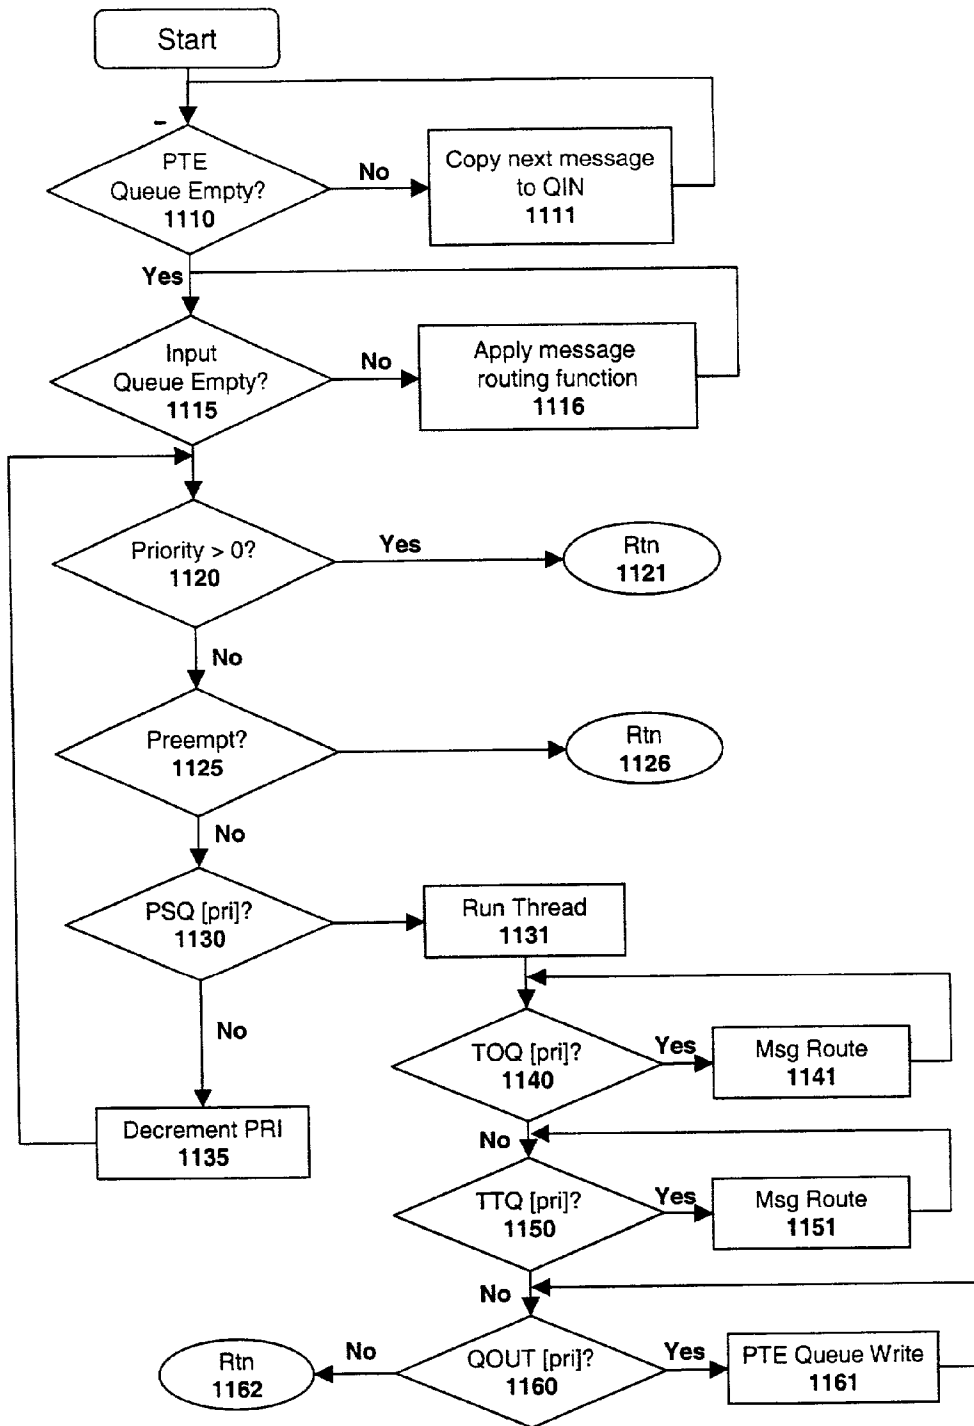 Start
PTE
Queue Empty?
1110
No
Copy next message
to QIN
1111
Yes
Input
Queue Empty?
1115
No
Apply message
routing function
1116
Priority > 0?
1120
Yes
Rtn
1121
No
Preempt?
1125
Rtn
1126
No
PSQ [pri]?
1130
Run Thread
1131
No
TOQ [pri]?
1140
Yes
Msg Route
1141
Decrement PRI
1135
No
TTQ [pri]?
1150
Yes
Msg Route
1151
No
QOUT [pri]?
1160
Yes
PTE Queue Write
1161
No
Rtn
1162